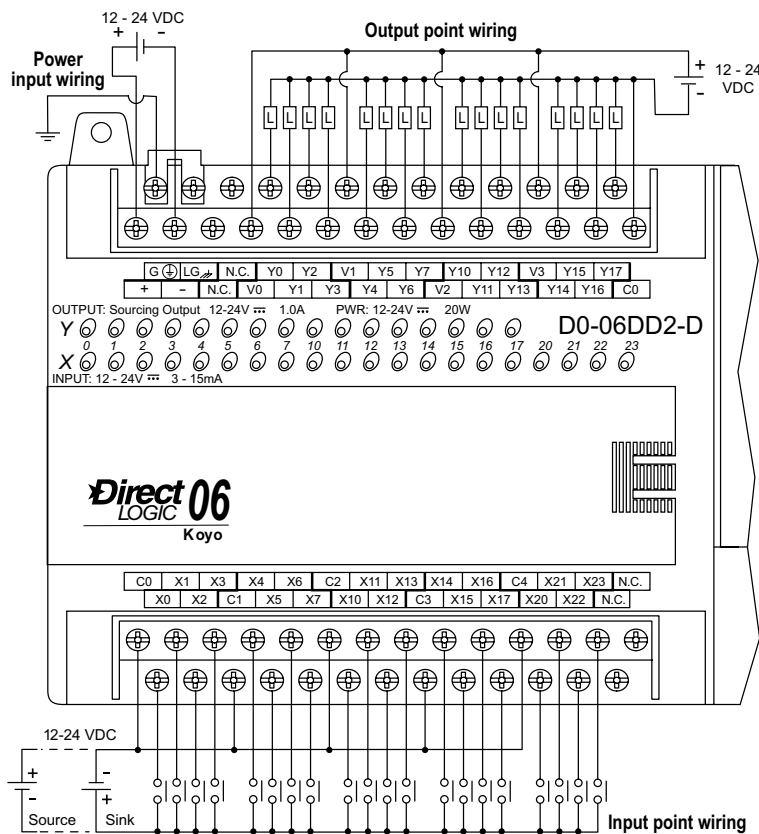 12 - 24 VDC
+ -
Output point wiring
Power
input wiring
+
12 - 24
VDC
-
L L L L L L L L L L L L L L L L
G LG N.C. Y0 Y2 V1 Y5 Y7 Y10 Y12 V3 Y15 Y17
+ - N.C. V0 Y1 Y3 Y4 Y6 V2 Y11 Y13 Y14 Y16 C0
OUTPUT: Sourcing Output 12-24V 1.0A PWR: 12-24V 20W
Y
D0-06DD2-D
0 1 2 3 4 5 6 7 10 11 12 13 14 15 16 17 20 21 22 23
X
INPUT: 12 - 24V 3 - 15mA
Direct
LOGIC 06
Koyo
C0 X1 X3 X4 X6 C2 X11 X13 X14 X16 C4 X21 X23 N.C.
X0 X2 C1 X5 X7 X10 X12 C3 X15 X17 X20 X22 N.C.
12-24 VDC
+ -
- +
Source Sink
Input point wiring